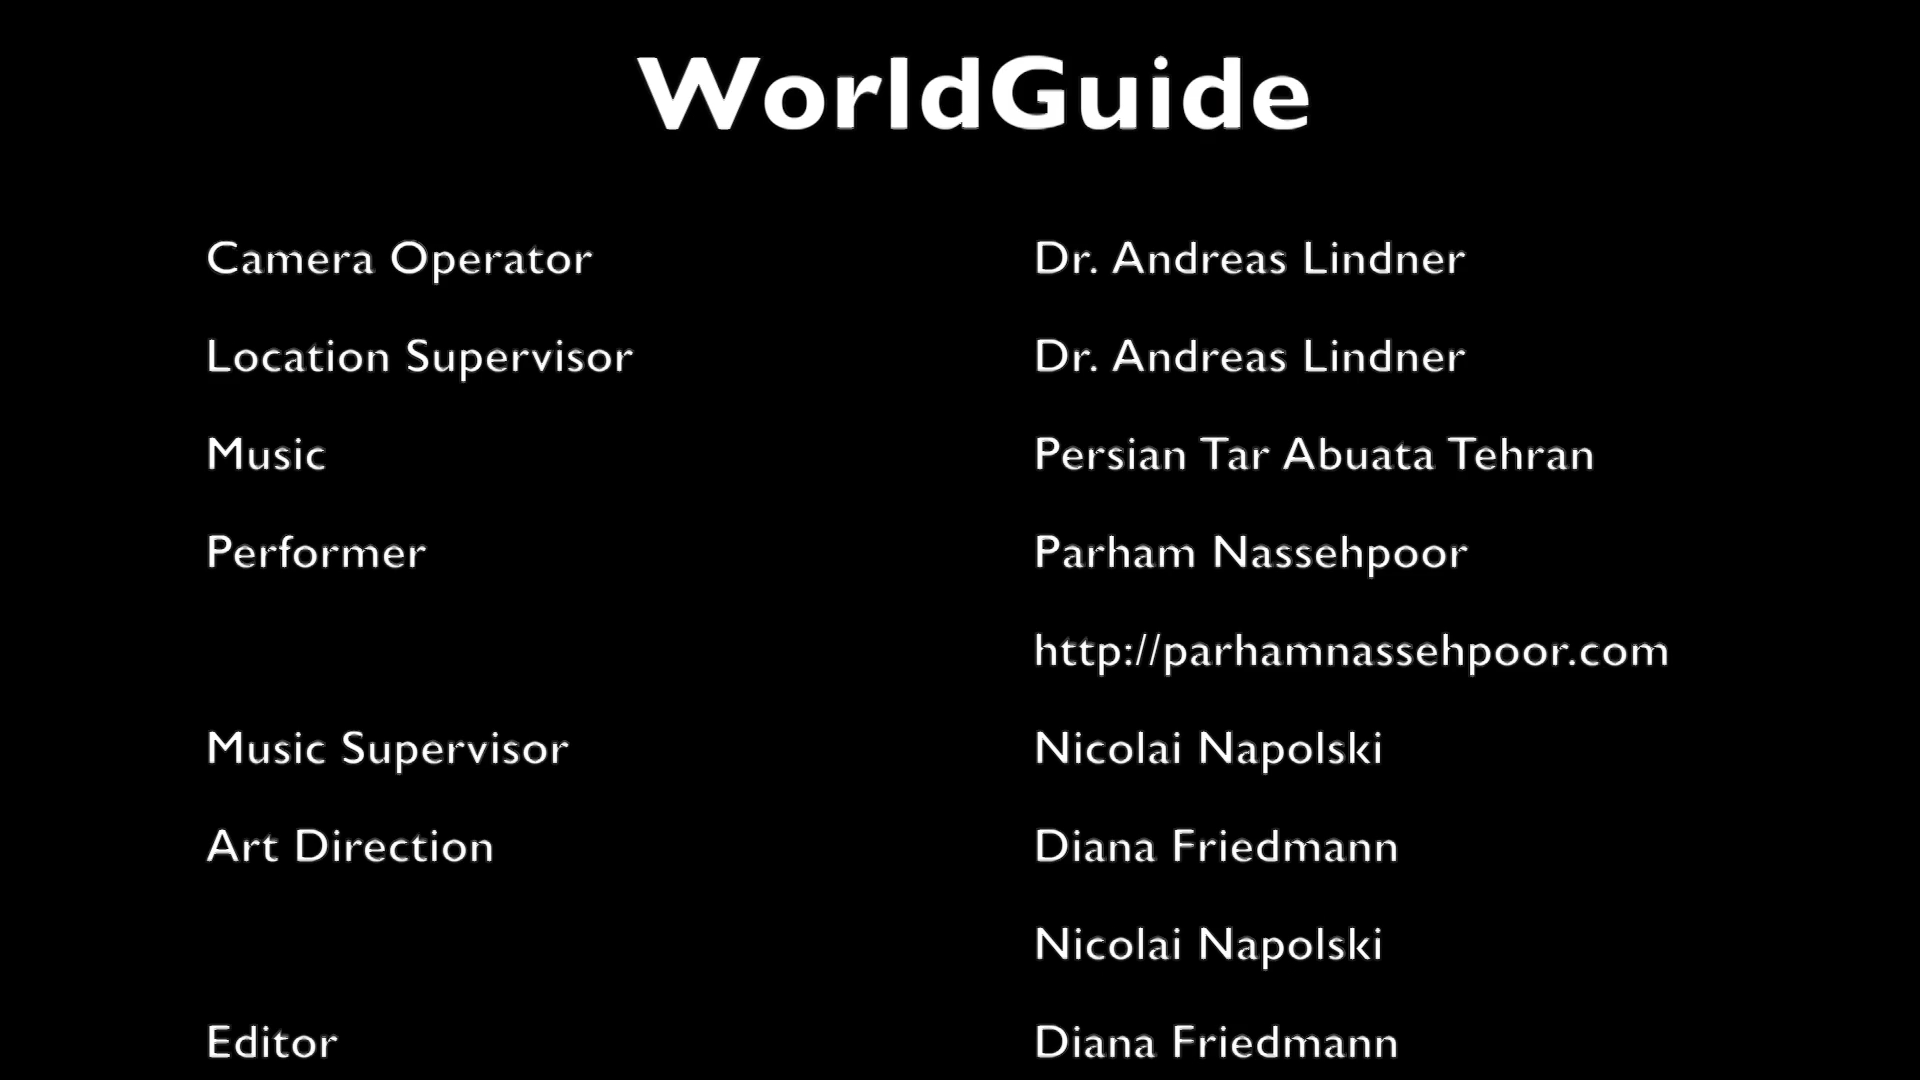 WorldGuide
Camera Operator Dr. Andreas Lindner
Location Supervisor Dr. Andreas Lindner
Music Persian Tar Abuata Tehran
Performer Parham Nassehpoor
http://parhamnassehpoor.com
Music Supervisor Nicolai Napolski
Art Direction Diana Friedmann
Nicolai Napolski
Editor Diana Friedmann